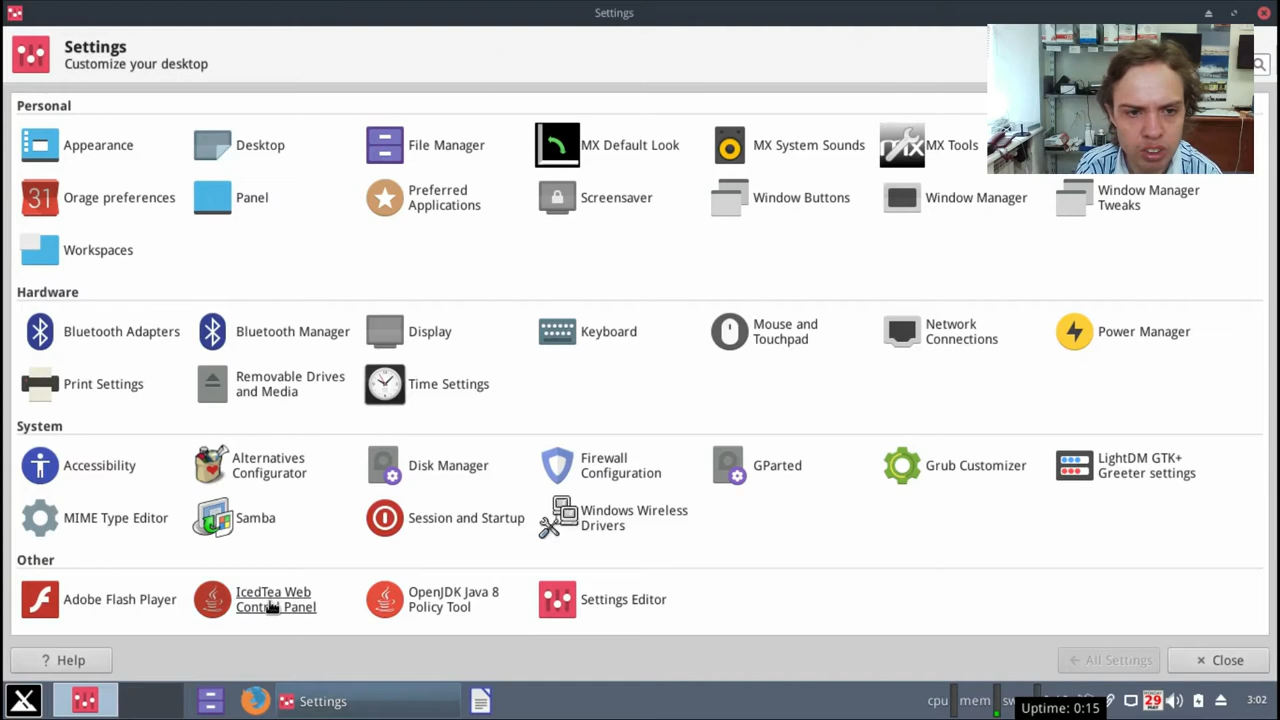 Settings
Settings
Customize your desktop
Personal
Appearance
Desktop
File Manager
MX Default Look
MX System Sounds
MX Tools
31
Orage preferences
Panel
Preferred
Applications
Screensaver
Window Buttons
Window Manager
Window Manager
Tweaks
Workspaces
Hardware
Bluetooth Adapters
Bluetooth Manager
Display
Keyboard
Mouse and
Touchpad
Network
Connections
Power Manager
Print Settings
Removable Drives
and Media
Time Settings
System
Accessibility
Alternatives
Configurator
Disk Manager
Firewall
Configuration
GParted
Grub Customizer
LightDM GTK+
Greeter settings
MIME Type Editor
Samba
Session and Startup
Windows Wireless
Drivers
Other
Adobe Flash Player
IcedTea Web
Control Panel
OpenJDK Java 8
Policy Tool
Settings Editor
? Help
All Settings
Close
Settings
cpu
mem
29
3:02
Uptime: 0:15